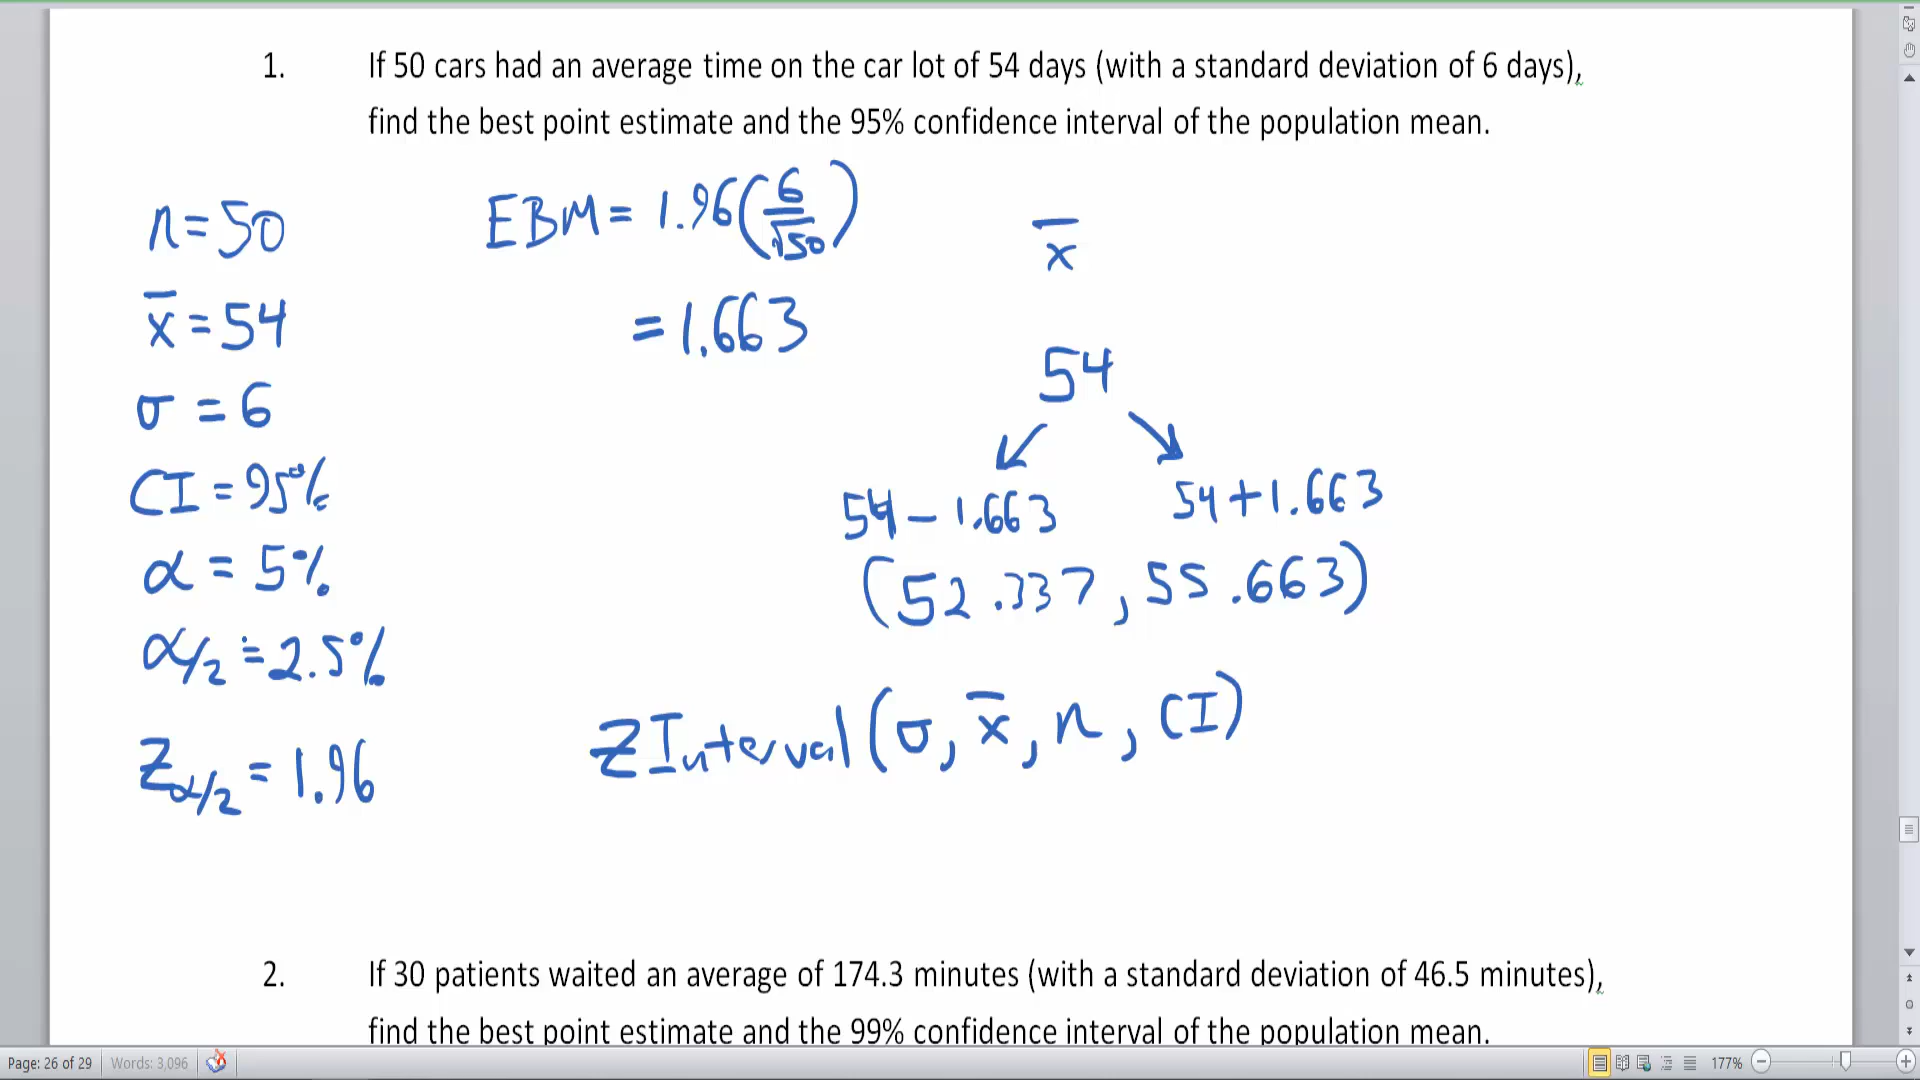 1. If 50 cars had an average time on the car lot of 54 days (with a standard deviation of 6 days),
find the best point estimate and the 95% confidence interval of the population mean.
n=50
x̄=54
σ=6
CI=95%
α=5%
α/2=2.5%
Zα/2=1.96
EBM=1.96(6/√50)
=1.663
x̄
54
54-1.663 54+1.663
(52.337, 55.663)
ZInterval(σ, x̄, n, CI)
2. If 30 patients waited an average of 174.3 minutes (with a standard deviation of 46.5 minutes),
find the best point estimate and the 99% confidence interval of the population mean.
Page: 26 of 29 Words: 3,096 177%